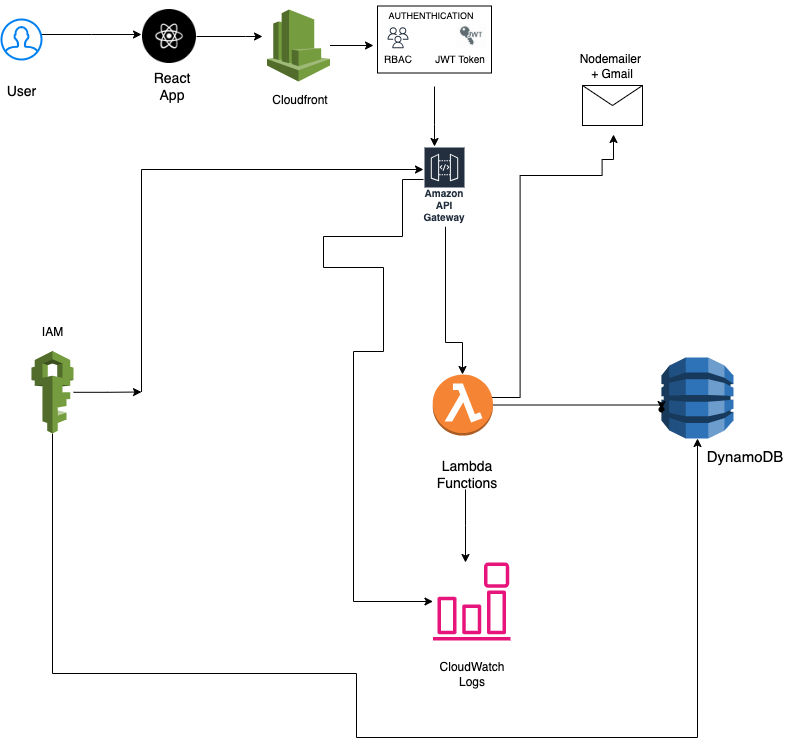 AUTHENTHICATION
JWT
RBAC
JWT Token
User
React
App
Cloudfront
Nodemailer
+ Gmail
</>
Amazon
API
Gateway
IAM
λ
DynamoDB
Lambda
Functions
CloudWatch
Logs